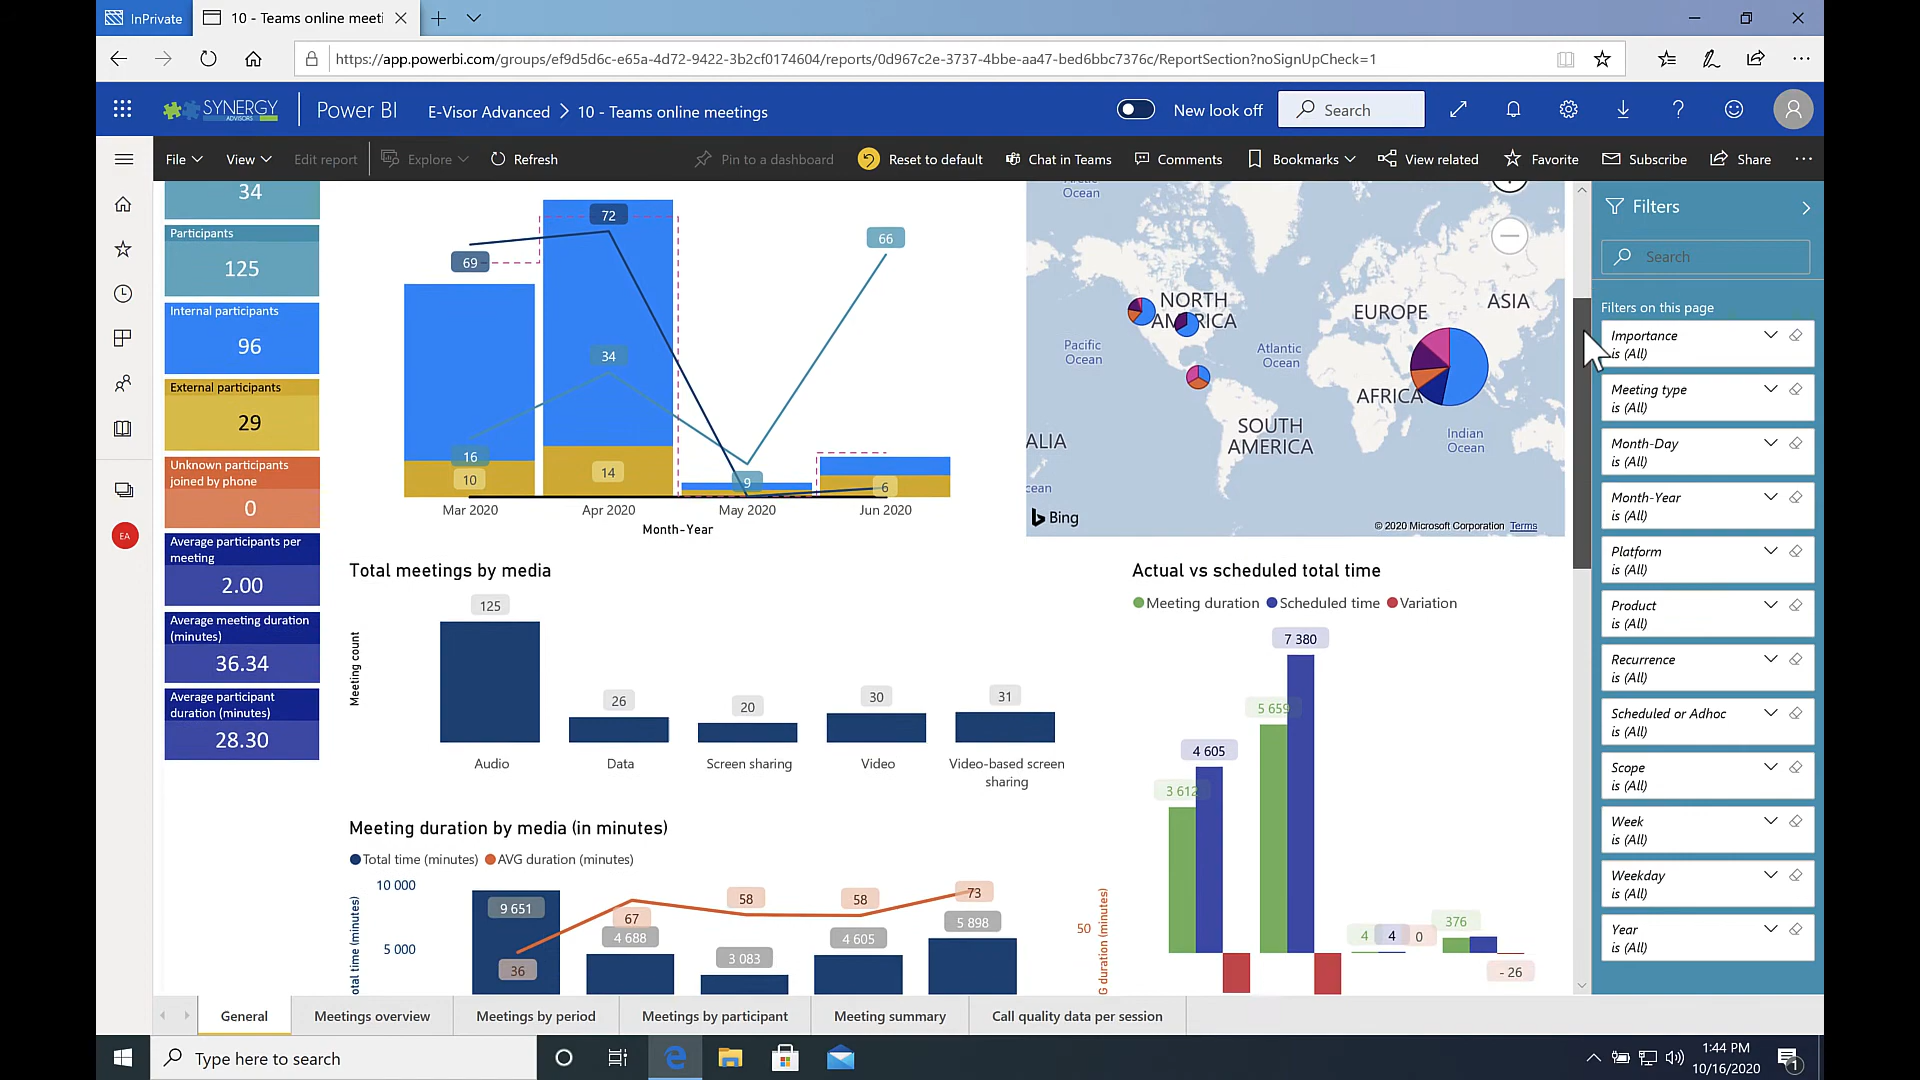 InPrivate
10 - Teams online meeti
https://app.powerbi.com/groups/ef9d5d6c-e65a-4d72-9422-3b2cf0174604/reports/0d967c2e-3737-4bbe-aa47-bed6bbc7376c/ReportSection?noSignUpCheck=1
SYNERGY
ADVISORS
Power BI
E-Visor Advanced > 10 - Teams online meetings
New look off
Search
File
View
Edit report
Explore
Refresh
Pin to a dashboard
Reset to default
Chat in Teams
Comments
Bookmarks
View related
Favorite
Subscribe
Share
EA
34
Participants
125
Internal participants
96
External participants
29
Unknown participants
joined by phone
0
Average participants per
meeting
2.00
Average meeting duration
(minutes)
36.34
Average participant
duration (minutes)
28.30
69
72
66
34
16
10
14
9
6
Mar 2020
Apr 2020
May 2020
Jun 2020
Month-Year
Arctic
Ocean
Ocean
NORTH
AMERICA
EUROPE
ASIA
Pacific
Ocean
Atlantic
Ocean
AFRICA
SOUTH
AMERICA
Indian
Ocean
ALIA
cean
Bing
© 2020 Microsoft Corporation Terms
Total meetings by media
Meeting count
125
26
20
30
31
Audio
Data
Screen sharing
Video
Video-based screen
sharing
Meeting duration by media (in minutes)
Total time (minutes)
AVG duration (minutes)
10 000
5 000
otal time (minutes)
9 651
36
67
4 688
58
3 083
58
4 605
73
5 898
50
G duration (minutes)
Actual vs scheduled total time
Meeting duration
Scheduled time
Variation
3 612
4 605
5 659
7 380
4
4
0
376
- 26
Filters
Search
Filters on this page
Importance
is (All)
Meeting type
is (All)
Month-Day
is (All)
Month-Year
is (All)
Platform
is (All)
Product
is (All)
Recurrence
is (All)
Scheduled or Adhoc
is (All)
Scope
is (All)
Week
is (All)
Weekday
is (All)
Year
is (All)
General
Meetings overview
Meetings by period
Meetings by participant
Meeting summary
Call quality data per session
Type here to search
1:44 PM
10/16/2020
1